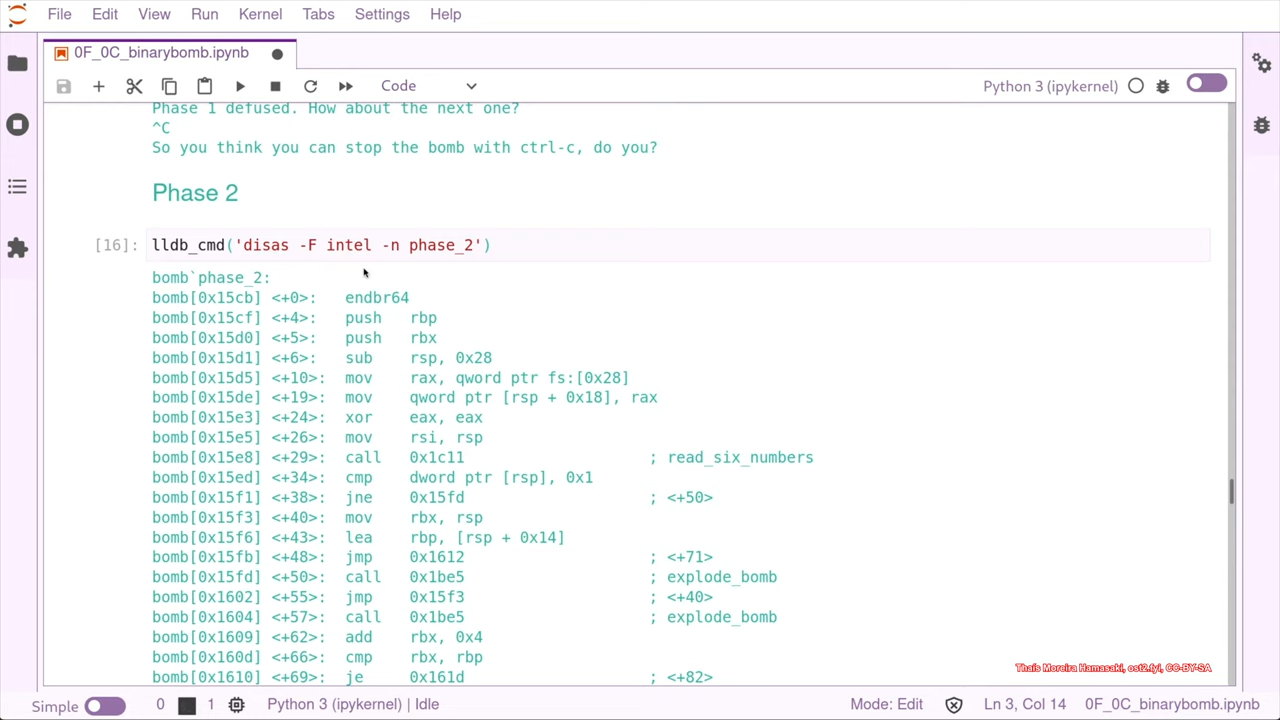 File Edit View Run Kernel Tabs Settings Help
0F_0C_binarybomb.ipynb
Code
Python 3 (ipykernel)
Phase 1 defused. How about the next one?
^C
So you think you can stop the bomb with ctrl-c, do you?
Phase 2
[16]: lldb_cmd('disas -F intel -n phase_2')
bomb`phase_2:
bomb[0x15cb] <+0>: endbr64
bomb[0x15cf] <+4>: push rbp
bomb[0x15d0] <+5>: push rbx
bomb[0x15d1] <+6>: sub rsp, 0x28
bomb[0x15d5] <+10>: mov rax, qword ptr fs:[0x28]
bomb[0x15de] <+19>: mov qword ptr [rsp + 0x18], rax
bomb[0x15e3] <+24>: xor eax, eax
bomb[0x15e5] <+26>: mov rsi, rsp
bomb[0x15e8] <+29>: call 0x1c11 ; read_six_numbers
bomb[0x15ed] <+34>: cmp dword ptr [rsp], 0x1
bomb[0x15f1] <+38>: jne 0x15fd ; <+50>
bomb[0x15f3] <+40>: mov rbx, rsp
bomb[0x15f6] <+43>: lea rbp, [rsp + 0x14]
bomb[0x15fb] <+48>: jmp 0x1612 ; <+71>
bomb[0x15fd] <+50>: call 0x1be5 ; explode_bomb
bomb[0x1602] <+55>: jmp 0x15f3 ; <+40>
bomb[0x1604] <+57>: call 0x1be5 ; explode_bomb
bomb[0x1609] <+62>: add rbx, 0x4
bomb[0x160d] <+66>: cmp rbx, rbp
bomb[0x1610] <+69>: je 0x161d ; <+82>
Thais Moreira Hamasaki, ost2.fyi, CC-BY-SA
Simple 0 1 Python 3 (ipykernel) | Idle Mode: Edit Ln 3, Col 14 0F_0C_binarybomb.ipynb